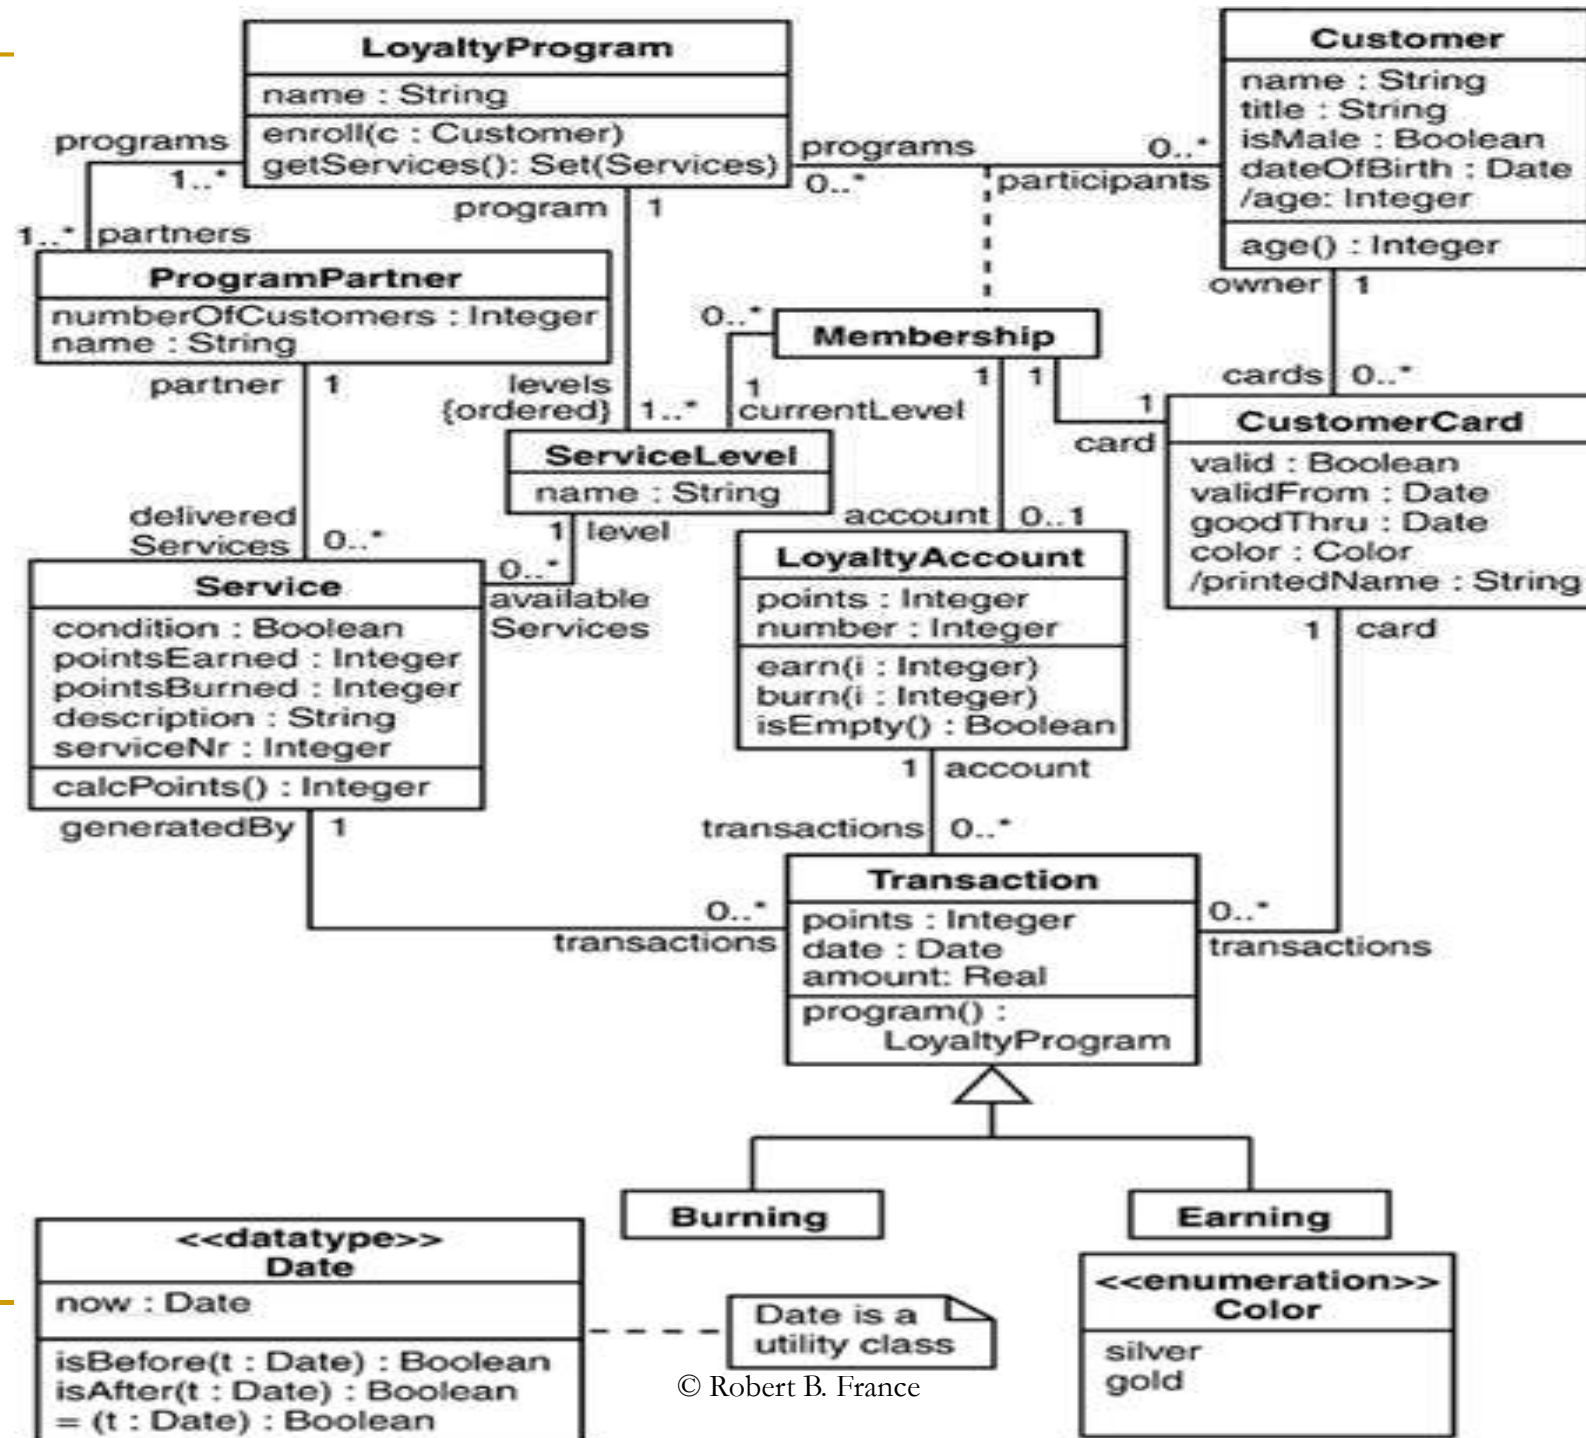 LoyaltyProgram
name : String
enroll(c : Customer)
getServices(): Set(Services)
Customer
name : String
title : String
isMale : Boolean
dateOfBirth : Date
/age: Integer
age() : Integer
programs
1..*
programs
0..*
0..*
participants
program 1
1..* partners
owner 1
ProgramPartner
numberOfCustomers : Integer
name : String
0..*
Membership
partner 1
levels
{ordered} 1..*
1
currentLevel
1
1
cards 0..*
1
card
ServiceLevel
name : String
CustomerCard
valid : Boolean
validFrom : Date
goodThru : Date
color : Color
/printedName : String
delivered
Services 0..*
1 level
0..*
available
Services
account 0..1
Service
condition : Boolean
pointsEarned : Integer
pointsBurned : Integer
description : String
serviceNr : Integer
calcPoints() : Integer
LoyaltyAccount
points : Integer
number : Integer
earn(i : Integer)
burn(i : Integer)
isEmpty() : Boolean
1 card
1 account
generatedBy 1
transactions 0..*
0..*
transactions
Transaction
points : Integer
date : Date
amount: Real
program() :
LoyaltyProgram
0..*
transactions
Burning
Earning
<<datatype>>
Date
now : Date
isBefore(t : Date) : Boolean
isAfter(t : Date) : Boolean
= (t : Date) : Boolean
Date is a
utility class
<<enumeration>>
Color
silver
gold
© Robert B. France